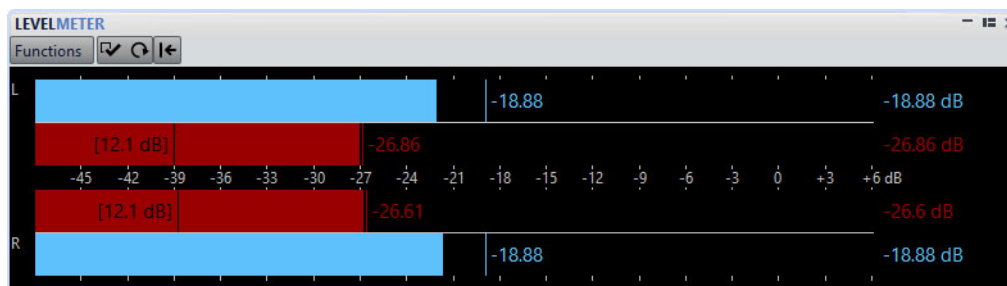 LEVELMETER
Functions
L -18.88 -18.88 dB
[12.1 dB] -26.86 -26.86 dB
-45 -42 -39 -36 -33 -30 -27 -24 -21 -18 -15 -12 -9 -6 -3 0 +3 +6 dB
[12.1 dB] -26.61 -26.6 dB
R -18.88 -18.88 dB